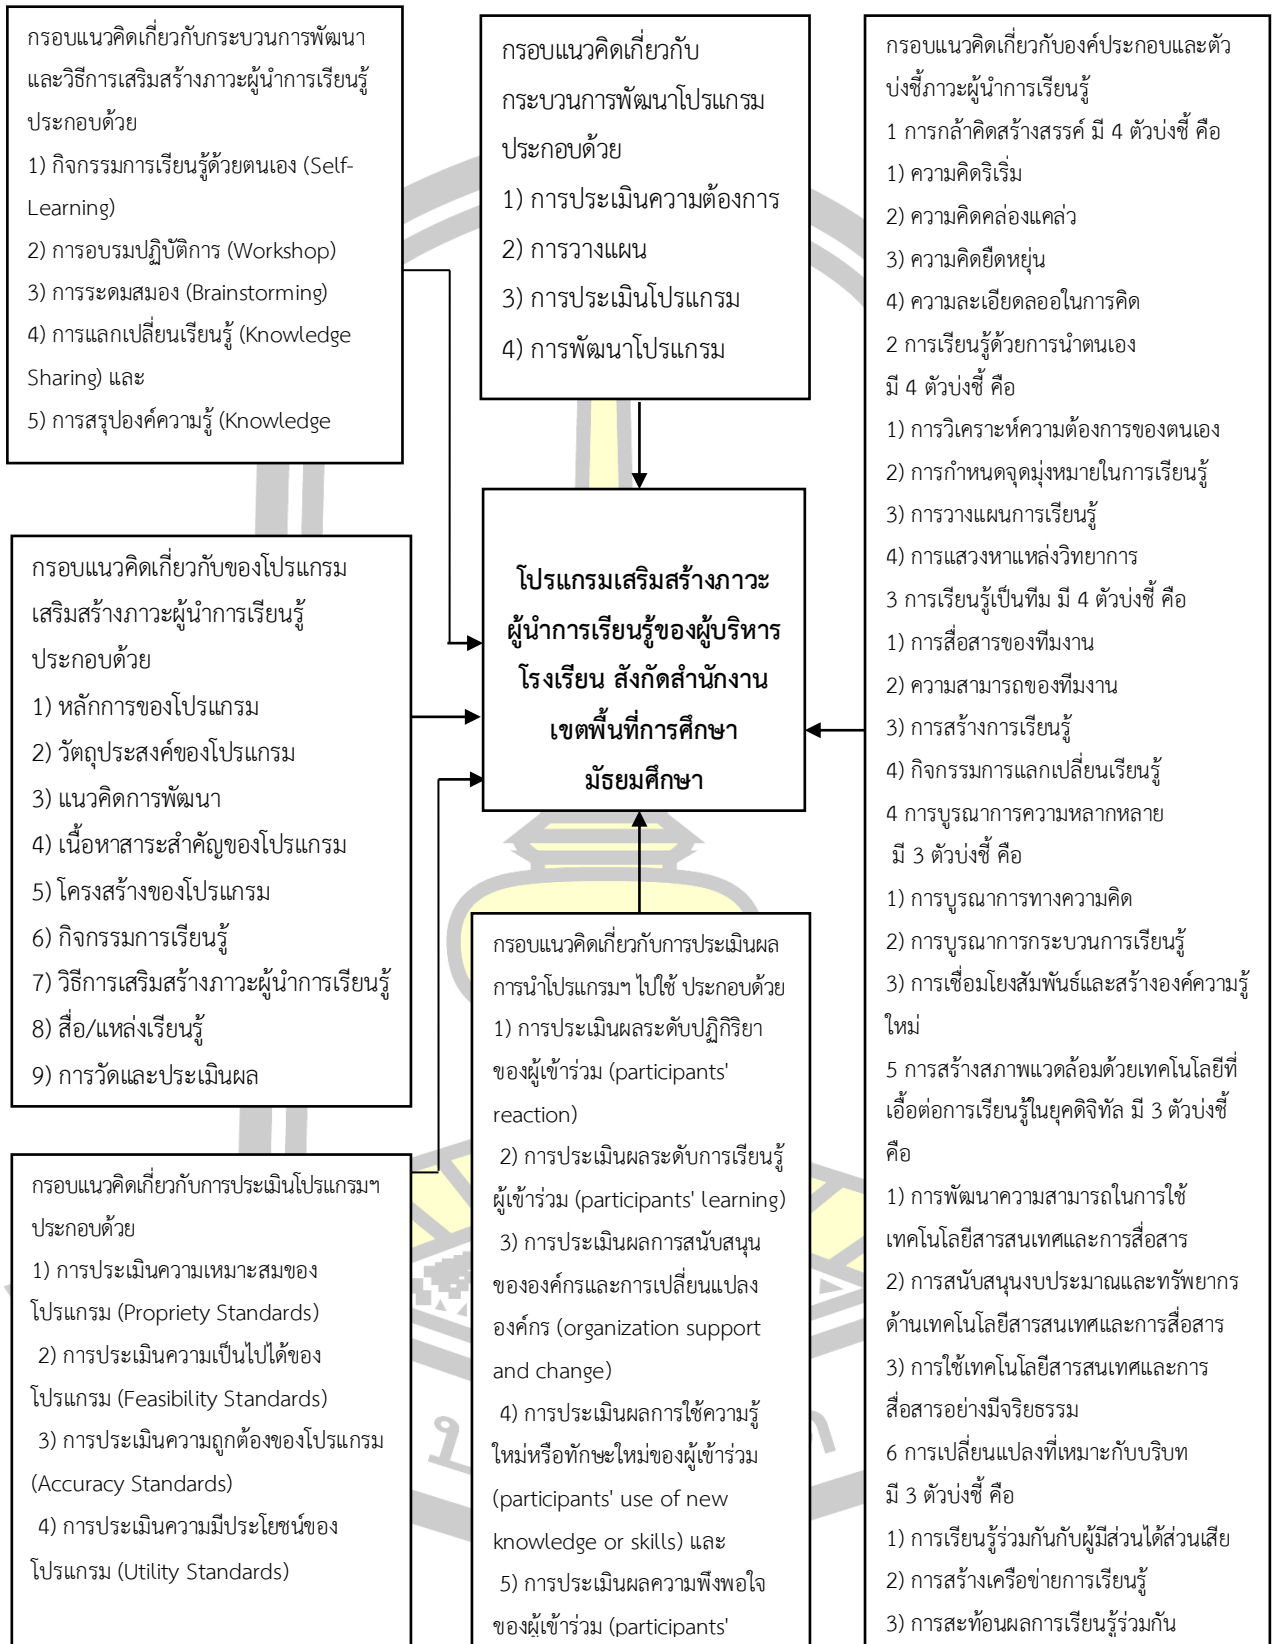 กรอบแนวคิดเกี่ยวกับกระบวนการพัฒนา
และวิธีการเสริมสร้างภาวะผู้นำการเรียนรู้
ประกอบด้วย
1) กิจกรรมการเรียนรู้ด้วยตนเอง (Self-
Learning)
2) การอบรมปฏิบัติการ (Workshop)
3) การระดมสมอง (Brainstorming)
4) การแลกเปลี่ยนเรียนรู้ (Knowledge
Sharing) และ
5) การสรุปองค์ความรู้ (Knowledge
กรอบแนวคิดเกี่ยวกับ
กระบวนการพัฒนาโปรแกรม
ประกอบด้วย
1) การประเมินความต้องการ
2) การวางแผน
3) การประเมินโปรแกรม
4) การพัฒนาโปรแกรม
กรอบแนวคิดเกี่ยวกับของโปรแกรม
เสริมสร้างภาวะผู้นำการเรียนรู้
ประกอบด้วย
1) หลักการของโปรแกรม
2) วัตถุประสงค์ของโปรแกรม
3) แนวคิดการพัฒนา
4) เนื้อหาสาระสำคัญของโปรแกรม
5) โครงสร้างของโปรแกรม
6) กิจกรรมการเรียนรู้
7) วิธีการเสริมสร้างภาวะผู้นำการเรียนรู้
8) สื่อ/แหล่งเรียนรู้
9) การวัดและประเมินผล
โปรแกรมเสริมสร้างภาวะ
ผู้นำการเรียนรู้ของผู้บริหาร
โรงเรียน สังกัดสำนักงาน
เขตพื้นที่การศึกษา
มัธยมศึกษา
กรอบแนวคิดเกี่ยวกับการประเมินโปรแกรมฯ
ประกอบด้วย
1) การประเมินความเหมาะสมของ
โปรแกรม (Propriety Standards)
2) การประเมินความเป็นไปได้ของ
โปรแกรม (Feasibility Standards)
3) การประเมินความถูกต้องของโปรแกรม
(Accuracy Standards)
4) การประเมินความมีประโยชน์ของ
โปรแกรม (Utility Standards)
กรอบแนวคิดเกี่ยวกับการประเมินผล
การนำโปรแกรมฯ ไปใช้ ประกอบด้วย
1) การประเมินผลระดับปฏิกิริยา
ของผู้เข้าร่วม (participants'
reaction)
2) การประเมินผลระดับการเรียนรู้
ผู้เข้าร่วม (participants' learning)
3) การประเมินผลการสนับสนุน
ขององค์กรและการเปลี่ยนแปลง
องค์กร (organization support
and change)
4) การประเมินผลการใช้ความรู้
ใหม่หรือทักษะใหม่ของผู้เข้าร่วม
(participants' use of new
knowledge or skills) และ
5) การประเมินผลความพึงพอใจ
ของผู้เข้าร่วม (participants'
กรอบแนวคิดเกี่ยวกับองค์ประกอบและตัว
บ่งชี้ภาวะผู้นำการเรียนรู้
1 การกล้าคิดสร้างสรรค์ มี 4 ตัวบ่งชี้ คือ
1) ความคิดริเริ่ม
2) ความคิดคล่องแคล่ว
3) ความคิดยืดหยุ่น
4) ความละเอียดลออในการคิด
2 การเรียนรู้ด้วยการนำตนเอง
มี 4 ตัวบ่งชี้ คือ
1) การวิเคราะห์ความต้องการของตนเอง
2) การกำหนดจุดมุ่งหมายในการเรียนรู้
3) การวางแผนการเรียนรู้
4) การแสวงหาแหล่งวิทยาการ
3 การเรียนรู้เป็นทีม มี 4 ตัวบ่งชี้ คือ
1) การสื่อสารของทีมงาน
2) ความสามารถของทีมงาน
3) การสร้างการเรียนรู้
4) กิจกรรมการแลกเปลี่ยนเรียนรู้
4 การบูรณาการความหลากหลาย
มี 3 ตัวบ่งชี้ คือ
1) การบูรณาการทางความคิด
2) การบูรณาการกระบวนการเรียนรู้
3) การเชื่อมโยงสัมพันธ์และสร้างองค์ความรู้
ใหม่
5 การสร้างสภาพแวดล้อมด้วยเทคโนโลยีที่
เอื้อต่อการเรียนรู้ในยุคดิจิทัล มี 3 ตัวบ่งชี้
คือ
1) การพัฒนาความสามารถในการใช้
เทคโนโลยีสารสนเทศและการสื่อสาร
2) การสนับสนุนงบประมาณและทรัพยากร
ด้านเทคโนโลยีสารสนเทศและการสื่อสาร
3) การใช้เทคโนโลยีสารสนเทศและการ
สื่อสารอย่างมีจริยธรรม
6 การเปลี่ยนแปลงที่เหมาะกับบริบท
มี 3 ตัวบ่งชี้ คือ
1) การเรียนรู้ร่วมกันกับผู้มีส่วนได้ส่วนเสีย
2) การสร้างเครือข่ายการเรียนรู้
3) การสะท้อนผลการเรียนรู้ร่วมกัน